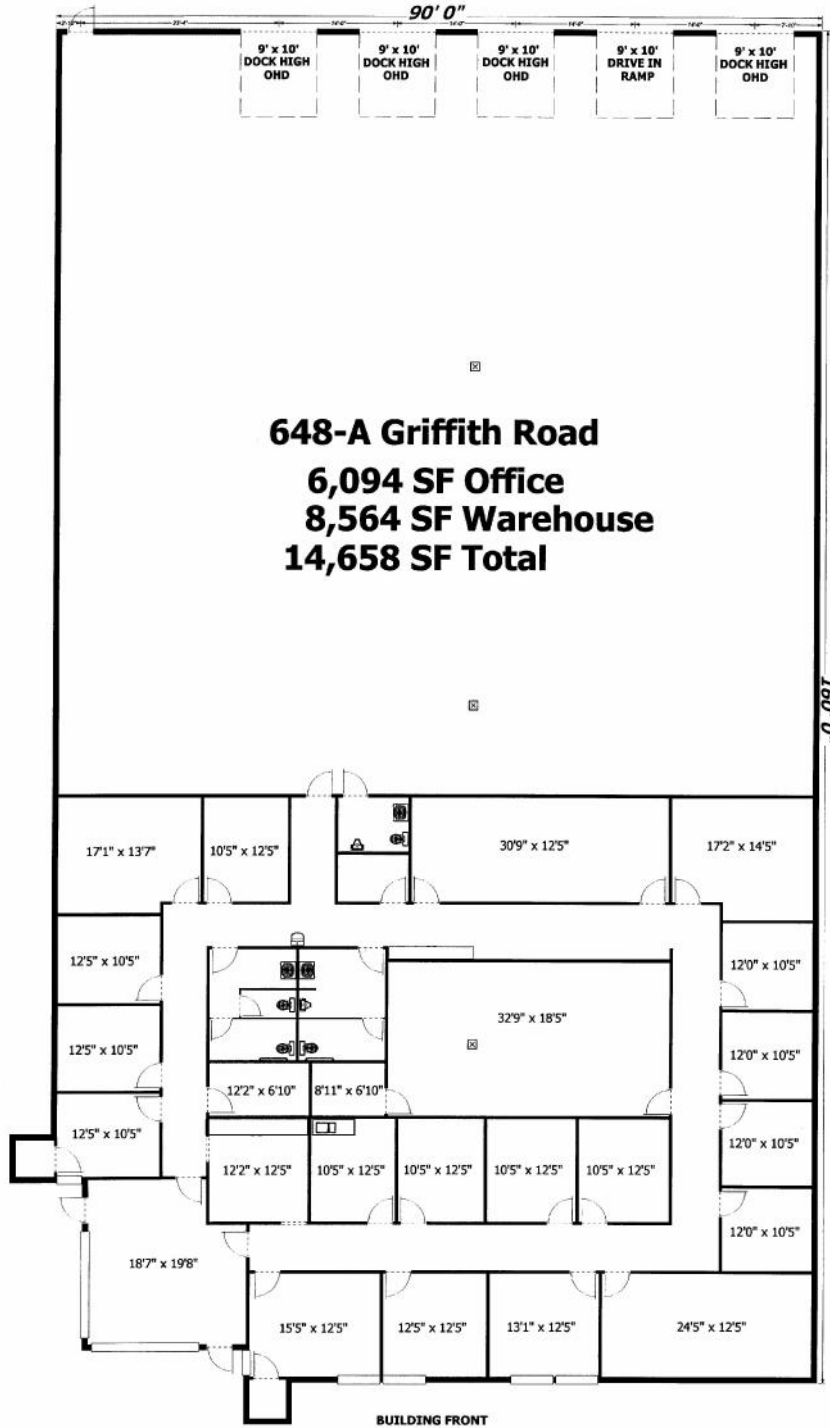 90' 0"
9' x 10'
DOCK HIGH
OHD
9' x 10'
DOCK HIGH
OHD
9' x 10'
DOCK HIGH
OHD
9' x 10'
DRIVE IN
RAMP
9' x 10'
DOCK HIGH
OHD
648-A Griffith Road
6,094 SF Office
8,564 SF Warehouse
14,658 SF Total
17'1" x 13'7"
10'5" x 12'5"
30'9" x 12'5"
17'2" x 14'5"
12'5" x 10'5"
12'0" x 10'5"
32'9" x 18'5"
12'5" x 10'5"
12'0" x 10'5"
12'2" x 6'10"
8'11" x 6'10"
12'5" x 10'5"
12'0" x 10'5"
12'2" x 12'5"
10'5" x 12'5"
10'5" x 12'5"
10'5" x 12'5"
10'5" x 12'5"
12'0" x 10'5"
18'7" x 19'8"
15'5" x 12'5"
12'5" x 12'5"
13'1" x 12'5"
24'5" x 12'5"
BUILDING FRONT